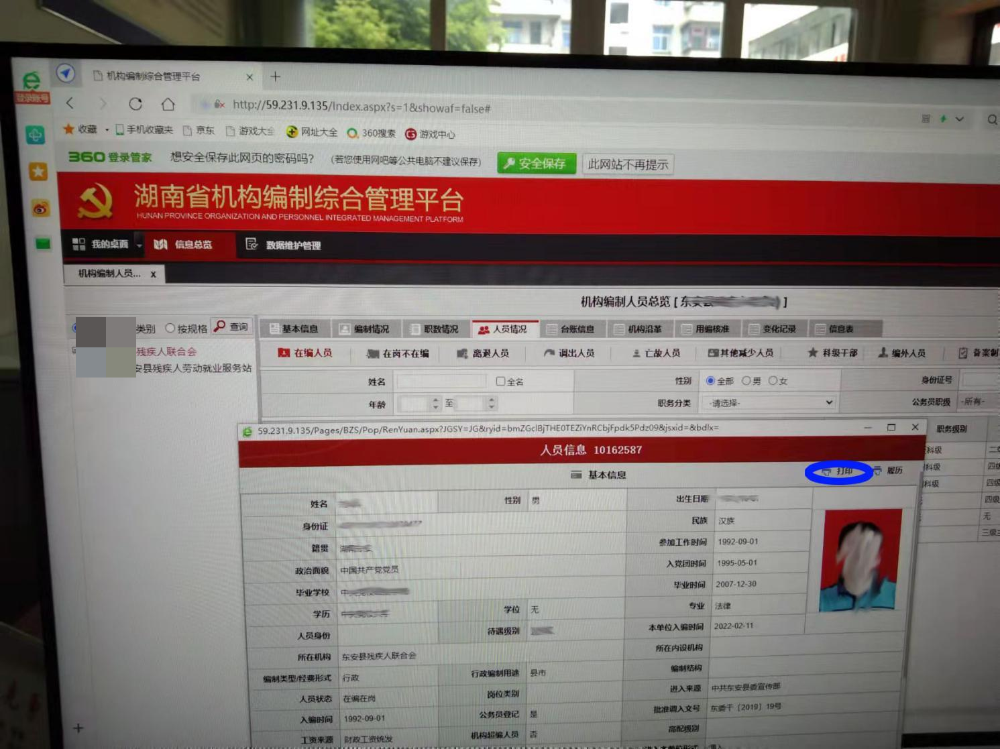 机构编制综合管理平台
登录账号
http://59.231.9.135/Index.aspx?s=1&showaf=false#
收藏 手机收藏夹 京东 游戏大全 网址大全 360搜索 游戏中心
360登录管家 想安全保存此网页的密码吗? (若您使用网吧等公共电脑不建议保存) 安全保存 此网站不再提示
湖南省机构编制综合管理平台
HUNAN PROVINCE ORGANIZATION AND PERSONNEL INTEGRATED MANAGEMENT PLATFORM
我的桌面 信息总览 数据维护管理
机构编制人员... x
机构编制人员总览 [ 东安县 ]
类别 按规格 查询
残疾人联合会
安县残疾人劳动就业服务站
基本信息 编制情况 职数情况 人员情况 台账信息 机构沿革 用编核准 变化记录 信息表
在编人员 在岗不在编 离退人员 调出人员 亡故人员 其他减少人员 科级干部 编外人员 备案制
姓名 全名 性别 全部 男 女 身份证号
年龄 至 职务分类 -请选择- 公务员职级 -所有-
职务级别
科级 二
科级 四级
科级 四级
四级
无
三级
59.231.9.135/Pages/BZS/Pop/RenYuan.aspx?JGSY=JG&ryid=bmZGclBjTHE0TEZiYnRCbjFpdk5Pdz09&jsxid=&bdlx=
人员信息 10162587
基本信息 打印 履历
姓名 性别 男 出生日期
身份证 民族 汉族
籍贯 湖南 参加工作时间 1992-09-01
政治面貌 中国共产党党员 入党团时间 1995-05-01
毕业学校 毕业时间 2007-12-30
学历 学位 无 专业 法律
人员身份 待遇级别 本单位入编时间 2022-02-11
所在机构 东安县残疾人联合会 所在内设机构
编制类型/经费形式 行政 行政编制用途 县市 编制结构
人员状态 在编在岗 岗位类别 进入来源 中共东安县委宣传部
入编时间 1992-09-01 公务员登记 是 批准调入文号 东委干〔2019〕19号
工资来源 财政工资统发 机构超编人员 否 高配级别